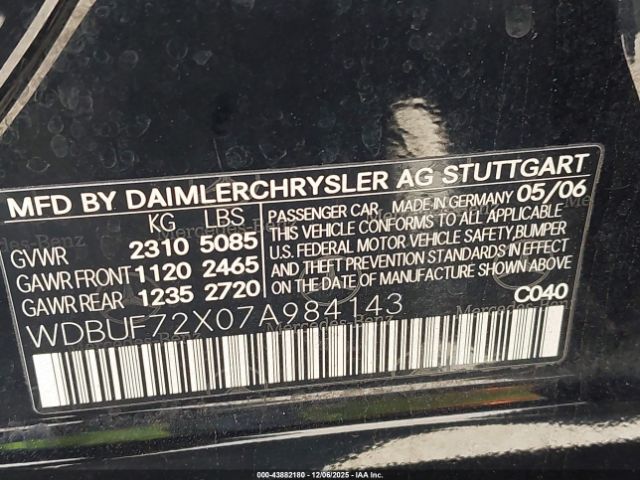 MFD BY DAIMLERCHRYSLER AG STUTTGART
KG LBS
GVWR 2310 5085
GAWR FRONT 1120 2465
GAWR REAR 1235 2720
PASSENGER CAR, MADE IN GERMANY 05/06
THIS VEHICLE CONFORMS TO ALL APPLICABLE
U.S. FEDERAL MOTOR VEHICLE SAFETY,BUMPER
AND THEFT PREVENTION STANDARDS IN EFFECT
ON THE DATE OF MANUFACTURE SHOWN ABOVE
C040
WDBUF72X07A984143
Mercedes-Benz
000-43882180 - 12/06/2025 - IAA Inc.